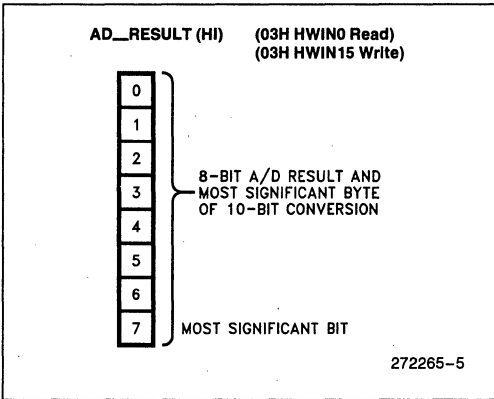 AD_RESULT (HI) (03H HWIN0 Read)
(03H HWIN15 Write)
0
1
2
3
4
5
6
7
8-BIT A/D RESULT AND
MOST SIGNIFICANT BYTE
OF 10-BIT CONVERSION
MOST SIGNIFICANT BIT
272265-5